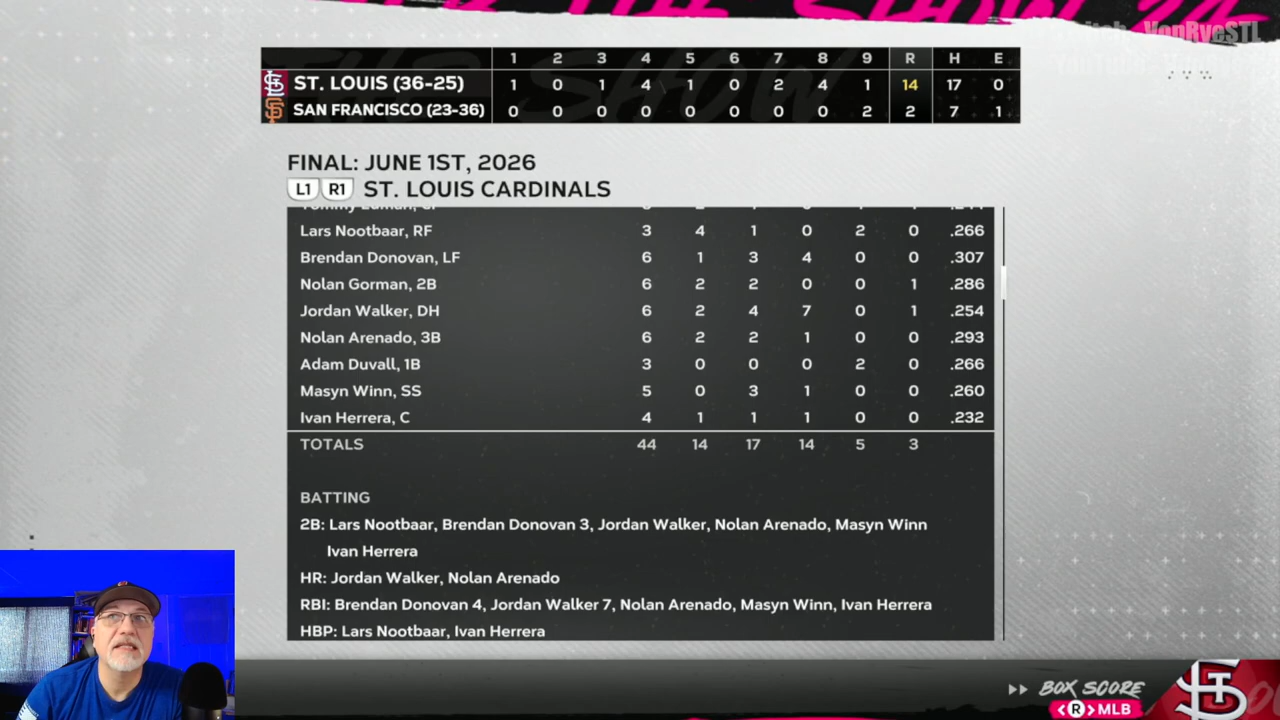 THE SHOW 24
Twitch VonRyeSTL
1 2 3 4 5 6 7 8 9 R H E
ST. LOUIS (36-25) 1 0 1 4 1 0 2 4 1 14 17 0
SAN FRANCISCO (23-36) 0 0 0 0 0 0 0 0 2 2 7 1
FINAL: JUNE 1ST, 2026
L1 R1 ST. LOUIS CARDINALS
Lars Nootbaar, RF 3 4 1 0 2 0 .266
Brendan Donovan, LF 6 1 3 4 0 0 .307
Nolan Gorman, 2B 6 2 2 0 0 1 .286
Jordan Walker, DH 6 2 4 7 0 1 .254
Nolan Arenado, 3B 6 2 2 1 0 0 .293
Adam Duvall, 1B 3 0 0 0 2 0 .266
Masyn Winn, SS 5 0 3 1 0 0 .260
Ivan Herrera, C 4 1 1 1 0 0 .232
TOTALS 44 14 17 14 5 3
BATTING
2B: Lars Nootbaar, Brendan Donovan 3, Jordan Walker, Nolan Arenado, Masyn Winn
Ivan Herrera
HR: Jordan Walker, Nolan Arenado
RBI: Brendan Donovan 4, Jordan Walker 7, Nolan Arenado, Masyn Winn, Ivan Herrera
HBP: Lars Nootbaar, Ivan Herrera
BOX SCORE
<R> MLB